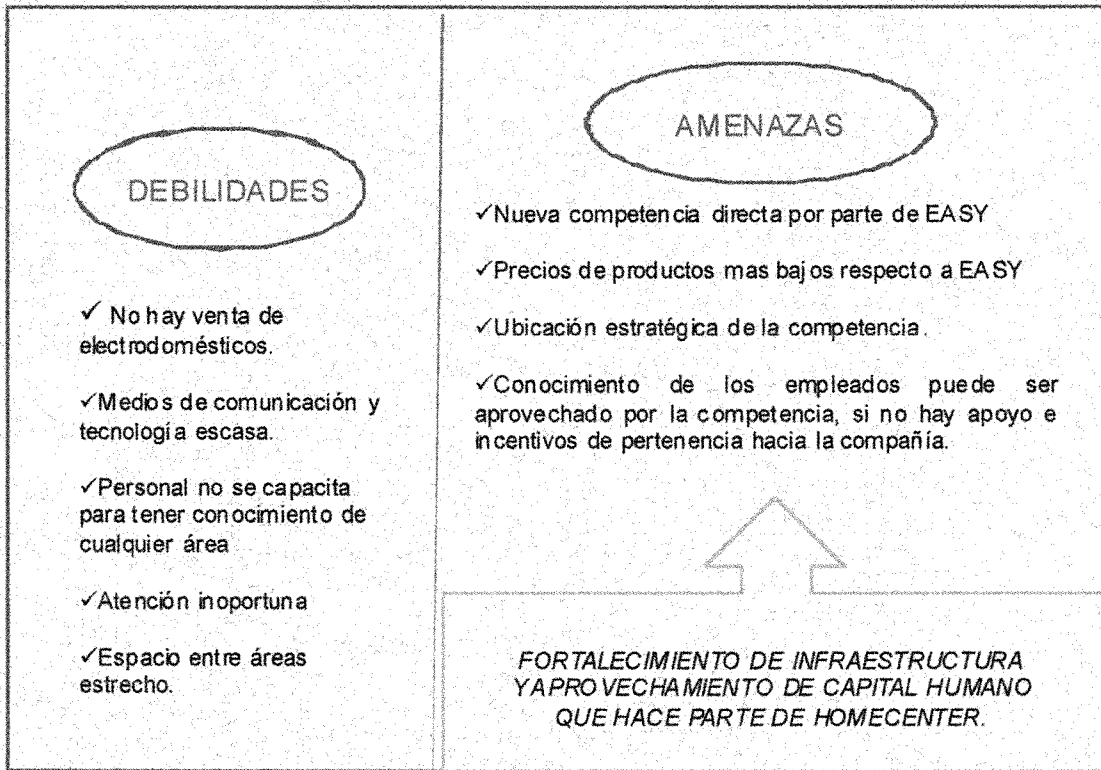 DEBILIDADES
✓ No hay venta de
electrodomésticos.
✓Medios de comunicación y
tecnología escasa.
✓Personal no se capacita
para tener conocimiento de
cualquier área
✓Atención inoportuna
✓Espacio entre áreas
estrecho.
AMENAZAS
✓Nueva competencia directa por parte de EASY
✓Precios de productos mas bajos respecto a EASY
✓Ubicación estratégica de la competencia.
✓Conocimiento de los empleados puede ser
aprovechado por la competencia, si no hay apoyo e
incentivos de pertenencia hacia la compañía.
FORTALECIMIENTO DE INFRAESTRUCTURA
YAPROVECHAMIENTO DE CAPITAL HUMANO
QUE HACE PARTE DE HOMECENTER.